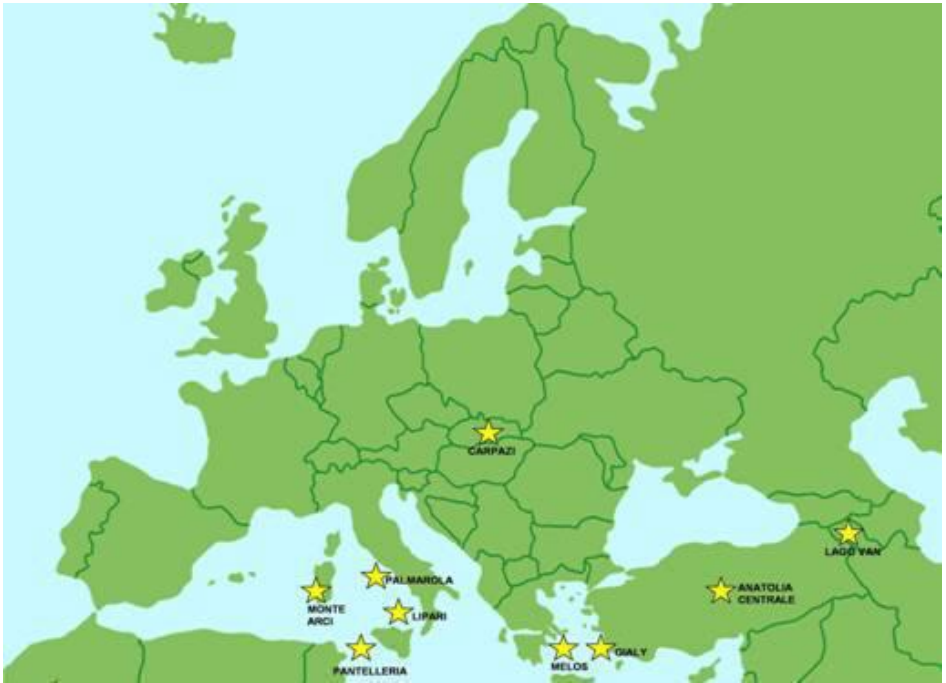 CARPAZI
LAGO VAN
PALMAROLA
ANATOLIA
CENTRALE
MONTE
ARCI
LIPARI
GIALY
MELOS
PANTELLERIA